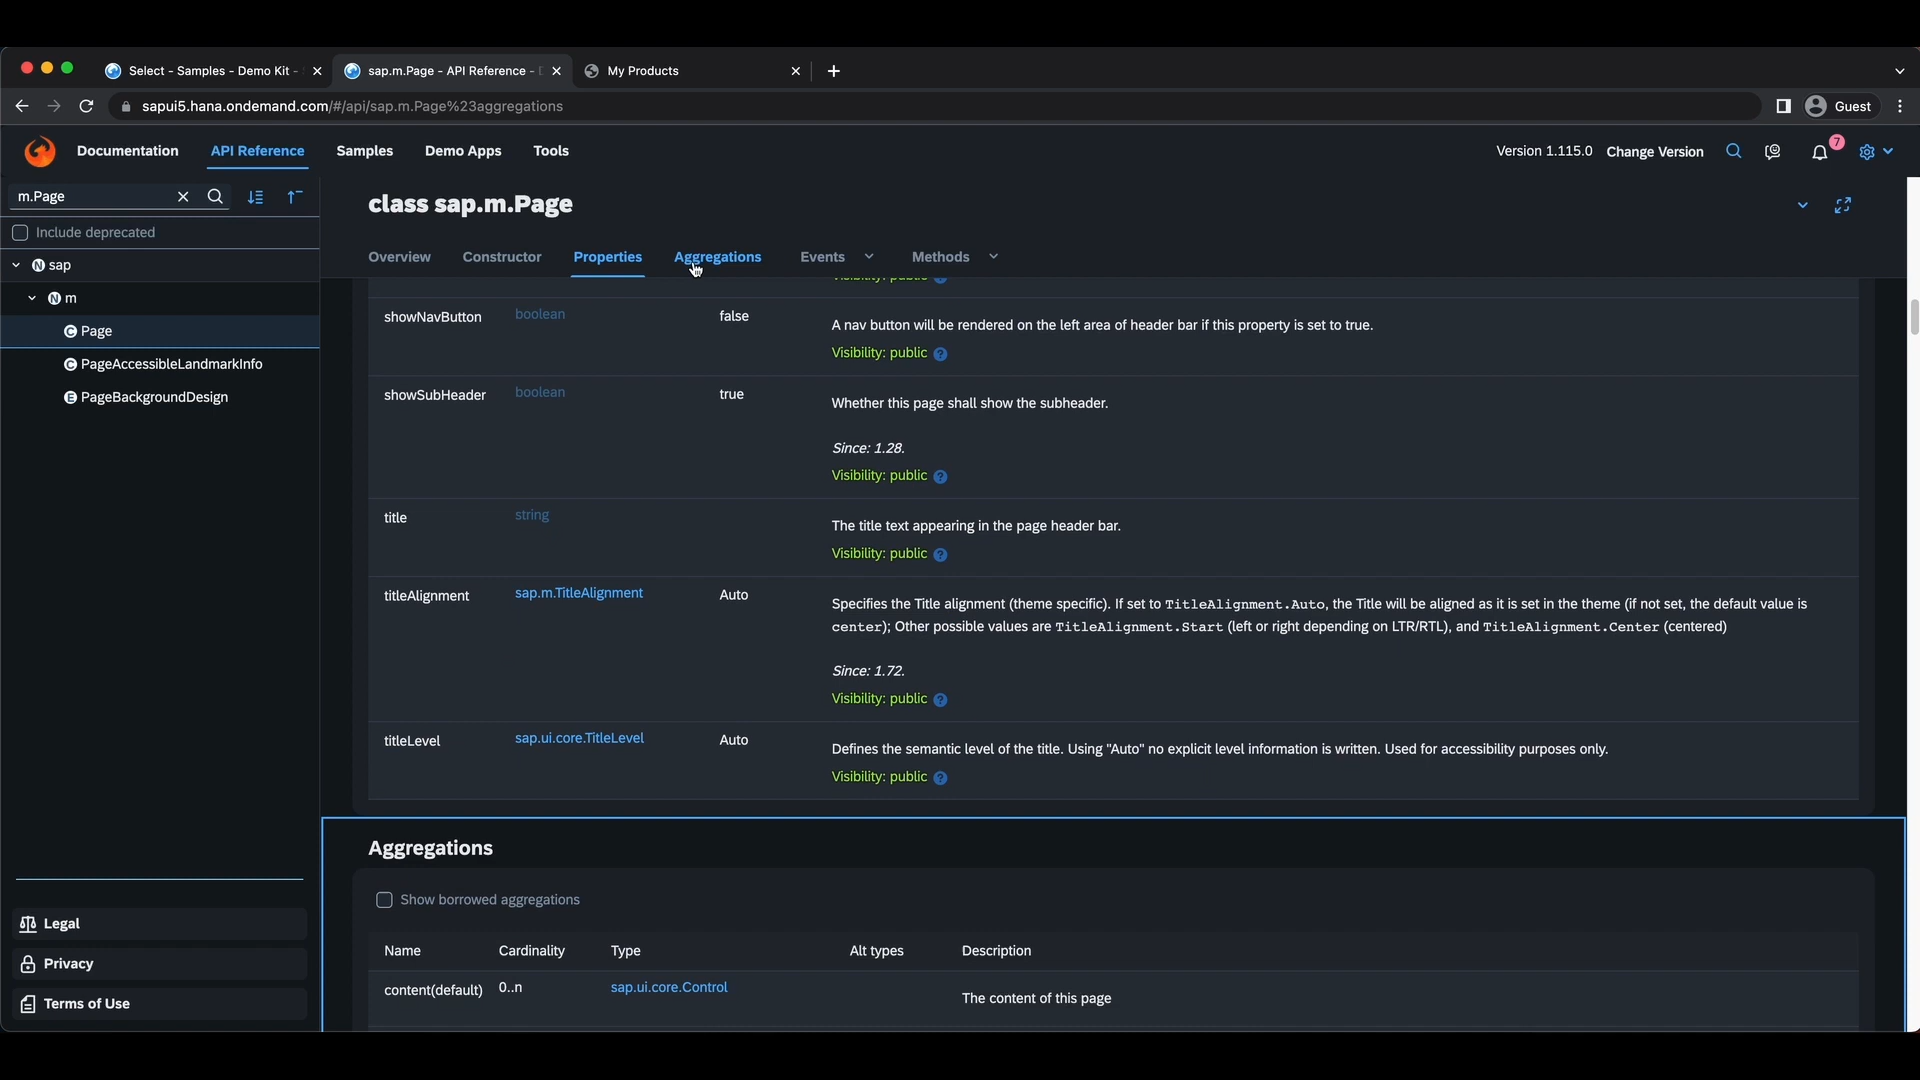 Select - Samples - Demo Kit -
sap.m.Page - API Reference -
My Products
sapui5.hana.ondemand.com/#/api/sap.m.Page%23aggregations
Guest
Documentation
API Reference
Samples
Demo Apps
Tools
Version 1.115.0
Change Version
7
m.Page
Include deprecated
N sap
N m
C Page
C PageAccessibleLandmarkInfo
E PageBackgroundDesign
Legal
Privacy
Terms of Use
class sap.m.Page
Overview
Constructor
Properties
Aggregations
Events
Methods
Visibility: public
showNavButton
boolean
false
A nav button will be rendered on the left area of header bar if this property is set to true.
Visibility: public ?
showSubHeader
boolean
true
Whether this page shall show the subheader.
Since: 1.28.
Visibility: public ?
title
string
The title text appearing in the page header bar.
Visibility: public ?
titleAlignment
sap.m.TitleAlignment
Auto
Specifies the Title alignment (theme specific). If set to TitleAlignment.Auto, the Title will be aligned as it is set in the theme (if not set, the default value is
center); Other possible values are TitleAlignment.Start (left or right depending on LTR/RTL), and TitleAlignment.Center (centered)
Since: 1.72.
Visibility: public ?
titleLevel
sap.ui.core.TitleLevel
Auto
Defines the semantic level of the title. Using "Auto" no explicit level information is written. Used for accessibility purposes only.
Visibility: public ?
Aggregations
Show borrowed aggregations
Name
Cardinality
Type
Alt types
Description
content(default)
0..n
sap.ui.core.Control
The content of this page